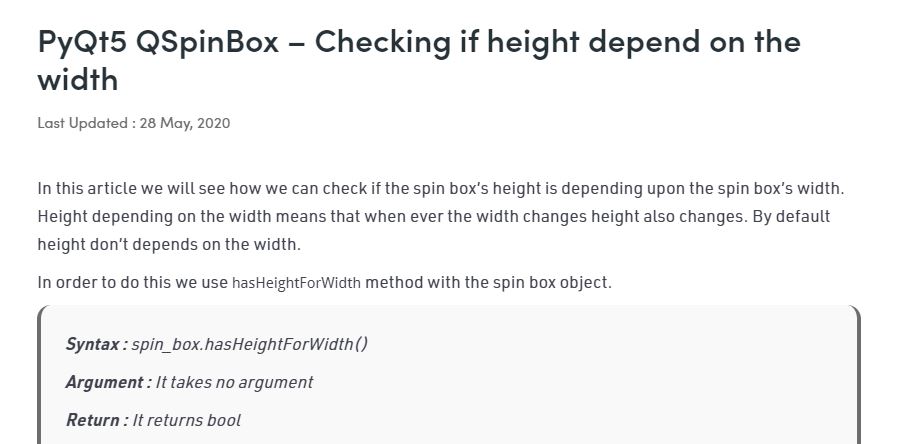 PyQt5 QSpinBox – Checking if height depend on the
width
Last Updated : 28 May, 2020
In this article we will see how we can check if the spin box's height is depending upon the spin box's width.
Height depending on the width means that when ever the width changes height also changes. By default
height don't depends on the width.
In order to do this we use hasHeightForWidth method with the spin box object.
Syntax : spin_box.hasHeightForWidth()
Argument : It takes no argument
Return : It returns bool